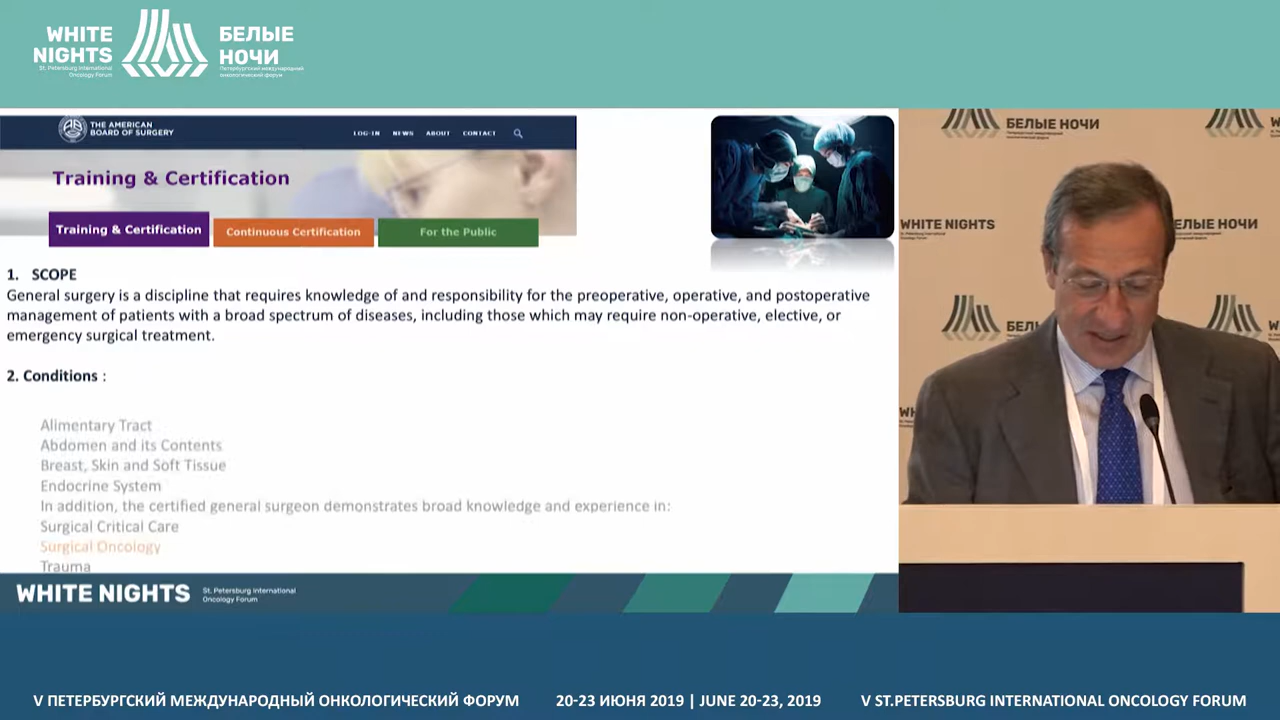 WHITE
NIGHTS
St. Petersburg International
Oncology Forum
БЕЛЫЕ
НОЧИ
Петербургский международный
онкологический форум
THE AMERICAN
BOARD OF SURGERY
LOG-IN NEWS ABOUT CONTACT
Training & Certification
Training & Certification
Continuous Certification
For the Public
1. SCOPE
General surgery is a discipline that requires knowledge of and responsibility for the preoperative, operative, and postoperative
management of patients with a broad spectrum of diseases, including those which may require non-operative, elective, or
emergency surgical treatment.
2. Conditions :
Alimentary Tract
Abdomen and its Contents
Breast, Skin and Soft Tissue
Endocrine System
In addition, the certified general surgeon demonstrates broad knowledge and experience in:
Surgical Critical Care
Surgical Oncology
Trauma
WHITE NIGHTS
St. Petersburg International
Oncology Forum
БЕЛЫЕ НОЧИ
WHITE NIGHTS
БЕЛЫЕ НОЧИ
V ПЕТЕРБУРГСКИЙ МЕЖДУНАРОДНЫЙ ОНКОЛОГИЧЕСКИЙ ФОРУМ
20-23 ИЮНЯ 2019 | JUNE 20-23, 2019
V ST.PETERSBURG INTERNATIONAL ONCOLOGY FORUM